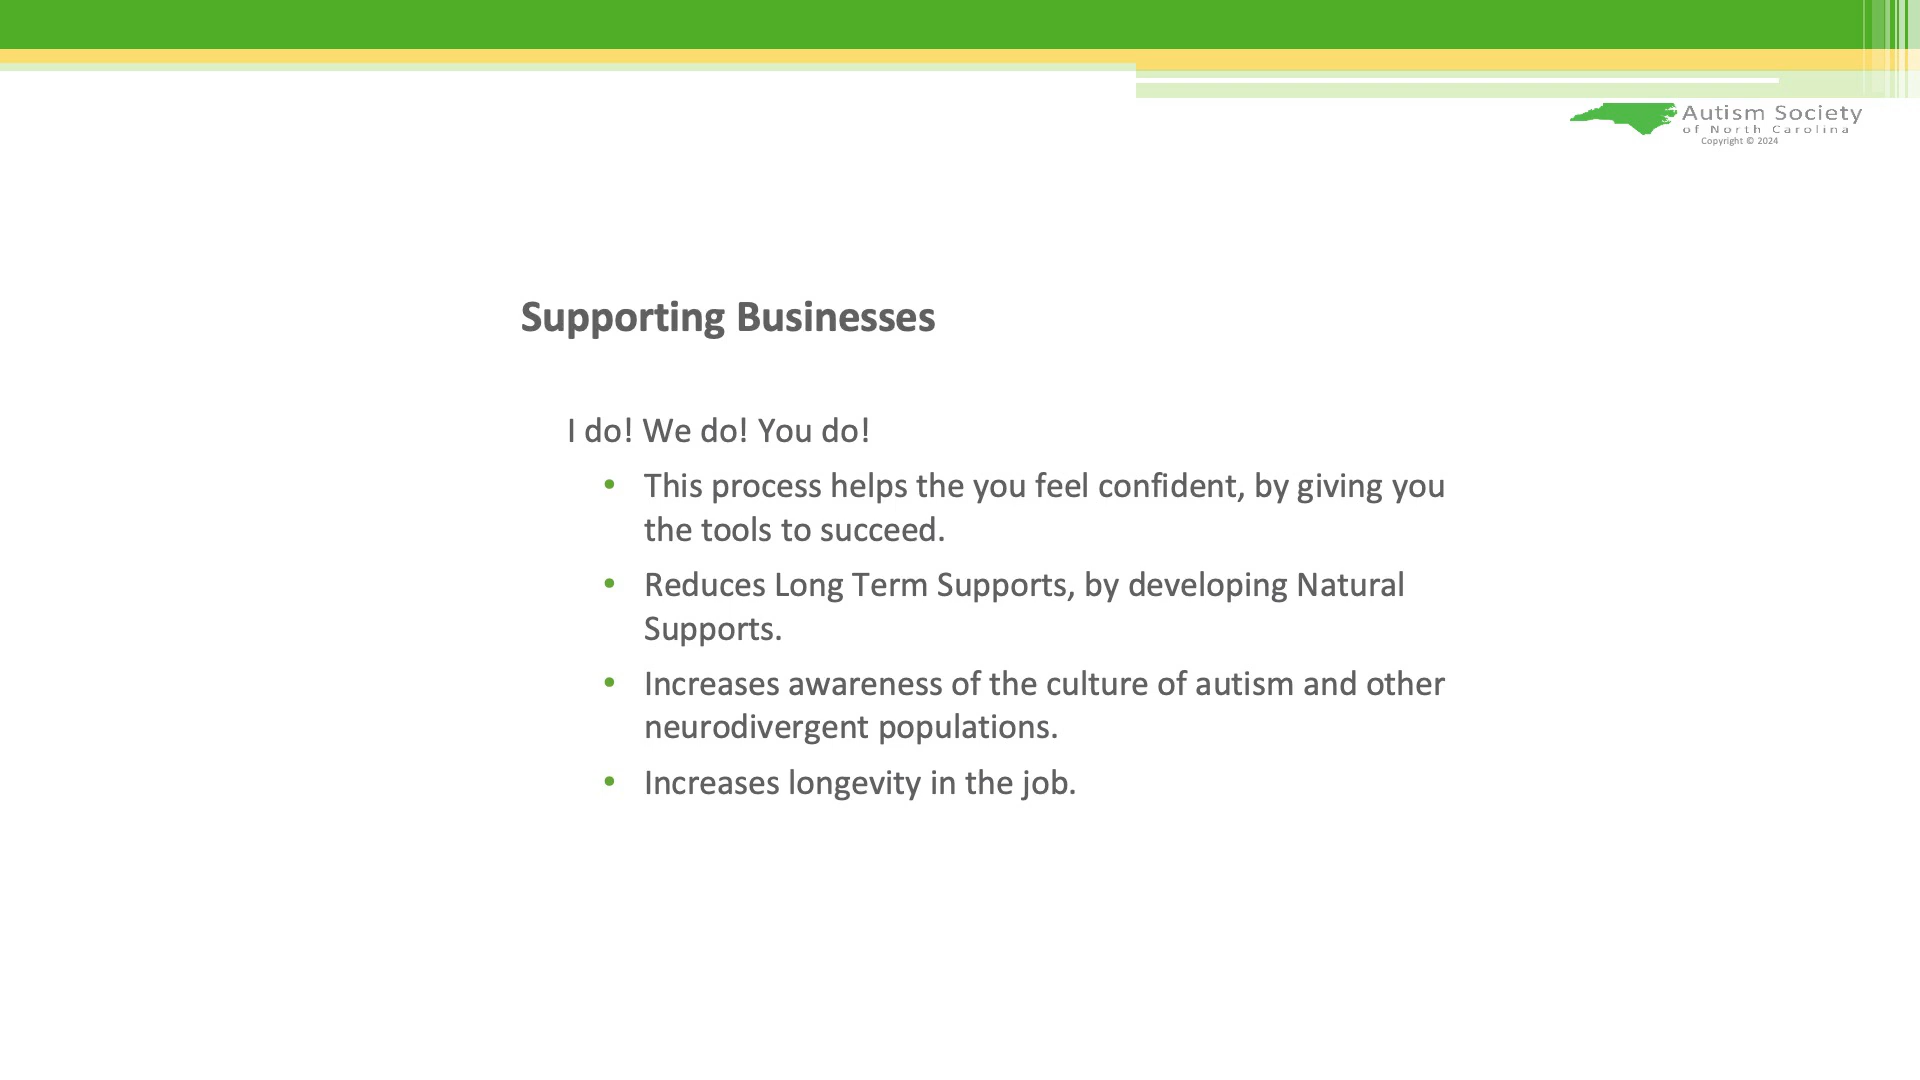 Autism Society
of North Carolina
Copyright © 2024
Supporting Businesses
I do! We do! You do!
• This process helps the you feel confident, by giving you
the tools to succeed.
• Reduces Long Term Supports, by developing Natural
Supports.
• Increases awareness of the culture of autism and other
neurodivergent populations.
• Increases longevity in the job.